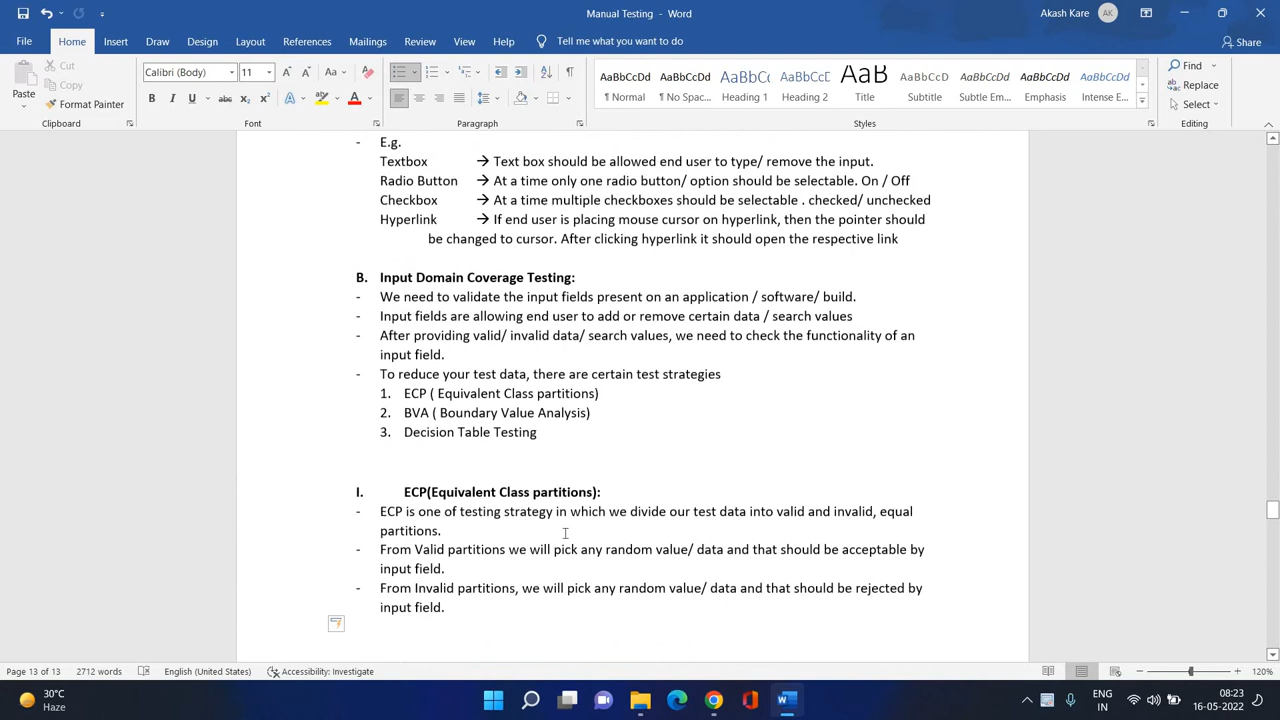 Manual Testing - Word
Akash Kare AK
File Home Insert Draw Design Layout References Mailings Review View Help Tell me what you want to do Share
Paste Cut Copy Format Painter
Calibri (Body) 11 Aa
B I U abc X₂ X² A A
AaBbCcDd AaBbCcDd AaBbCc AaBbCcD AaB AaBbCcD AaBbCcDd AaBbCcDd AaBbCcDd
¶ Normal ¶ No Spac... Heading 1 Heading 2 Title Subtitle Subtle Em... Emphasis Intense E...
Find Replace Select
Clipboard Font Paragraph Styles Editing
- E.g.
Textbox → Text box should be allowed end user to type/ remove the input.
Radio Button → At a time only one radio button/ option should be selectable. On / Off
Checkbox → At a time multiple checkboxes should be selectable . checked/ unchecked
Hyperlink → If end user is placing mouse cursor on hyperlink, then the pointer should
be changed to cursor. After clicking hyperlink it should open the respective link
B. Input Domain Coverage Testing:
- We need to validate the input fields present on an application / software/ build.
- Input fields are allowing end user to add or remove certain data / search values
- After providing valid/ invalid data/ search values, we need to check the functionality of an
input field.
- To reduce your test data, there are certain test strategies
1. ECP ( Equivalent Class partitions)
2. BVA ( Boundary Value Analysis)
3. Decision Table Testing
I. ECP(Equivalent Class partitions):
- ECP is one of testing strategy in which we divide our test data into valid and invalid, equal
partitions.
- From Valid partitions we will pick any random value/ data and that should be acceptable by
input field.
- From Invalid partitions, we will pick any random value/ data and that should be rejected by
input field.
Page 13 of 13 2712 words English (United States) Accessibility: Investigate 120%
30°C
Haze
ENG
IN
08:23
16-05-2022